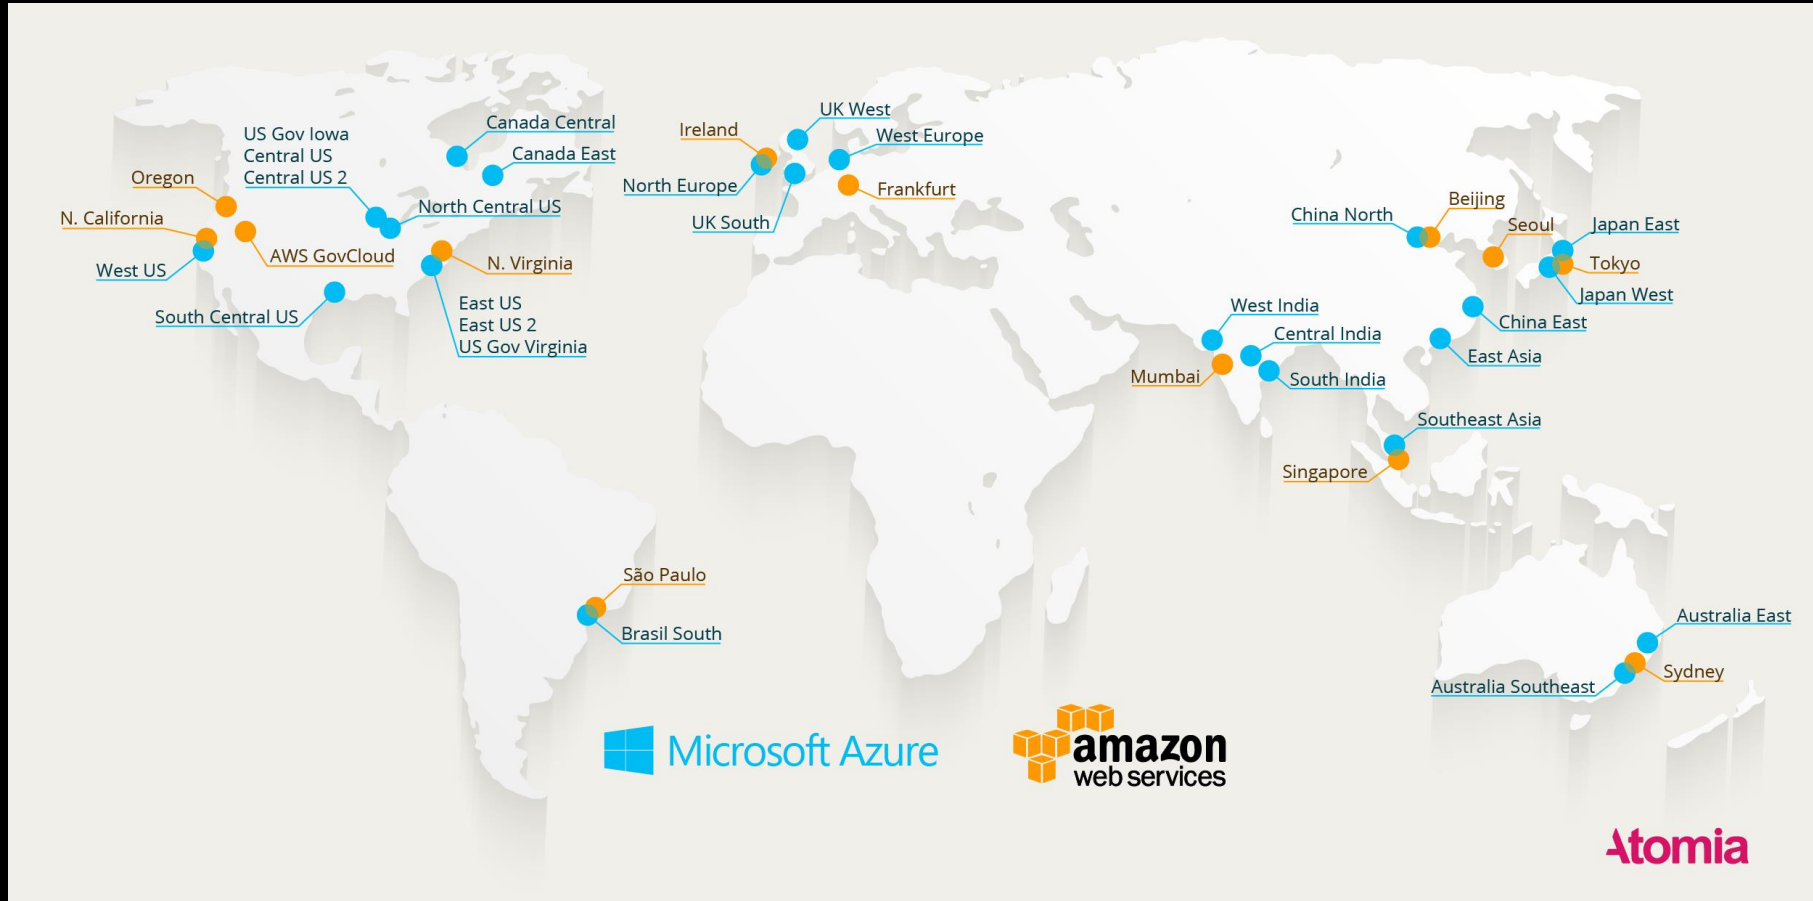 Canada Central
US Gov Iowa
Central US
Central US 2
Canada East
Oregon
North Central US
N. California
AWS GovCloud
N. Virginia
West US
South Central US
East US
East US 2
US Gov Virginia
UK West
Ireland
West Europe
North Europe
Frankfurt
UK South
Beijing
China North
Seoul
Japan East
Tokyo
Japan West
West India
China East
Central India
East Asia
Mumbai
South India
Southeast Asia
Singapore
São Paulo
Brasil South
Australia East
Sydney
Australia Southeast
Microsoft Azure
amazon
web services
Atomia